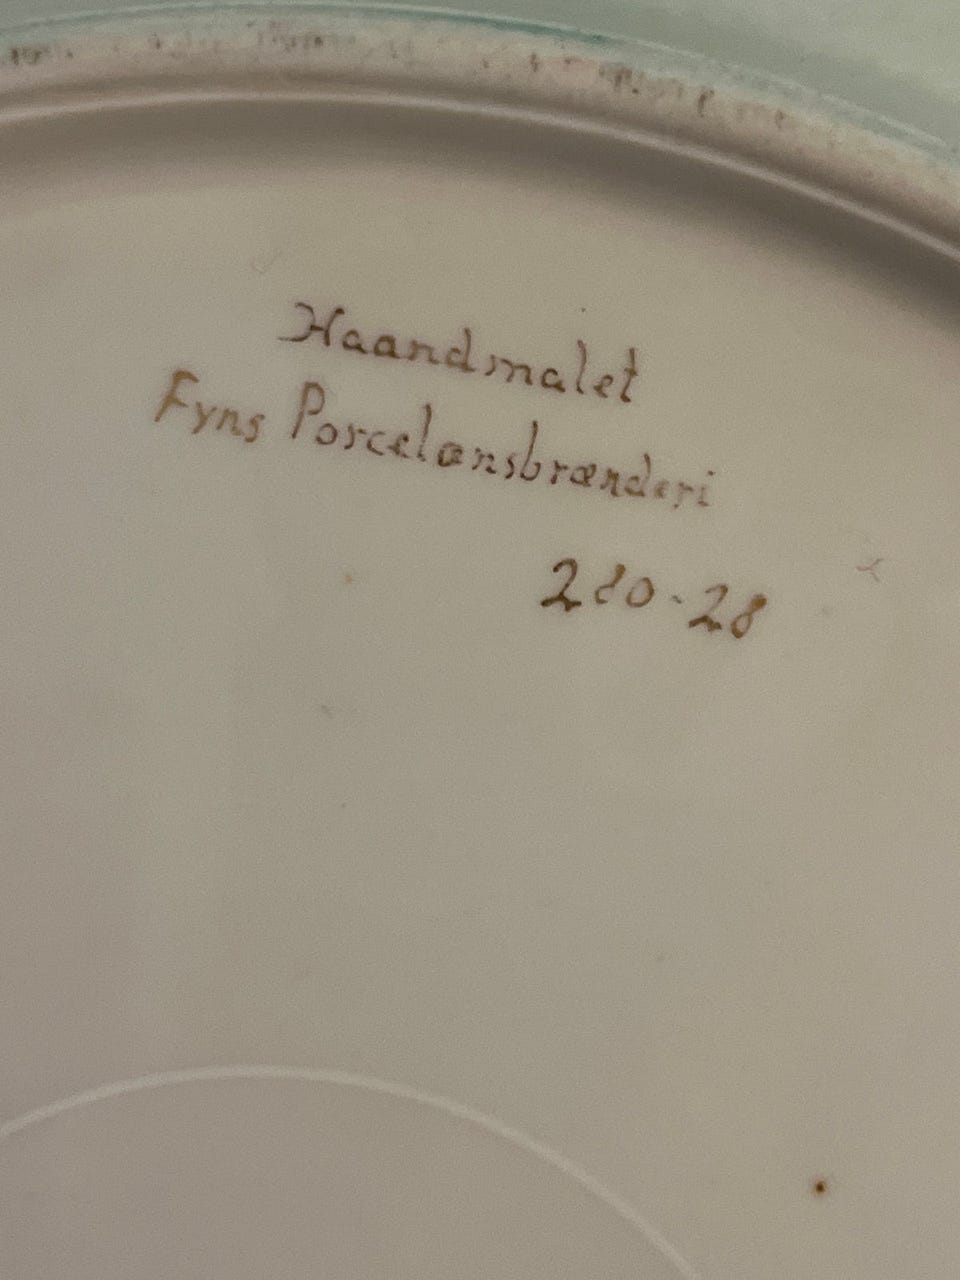 Haandmalet
Fyns Porcelænsbrænderi
280-28